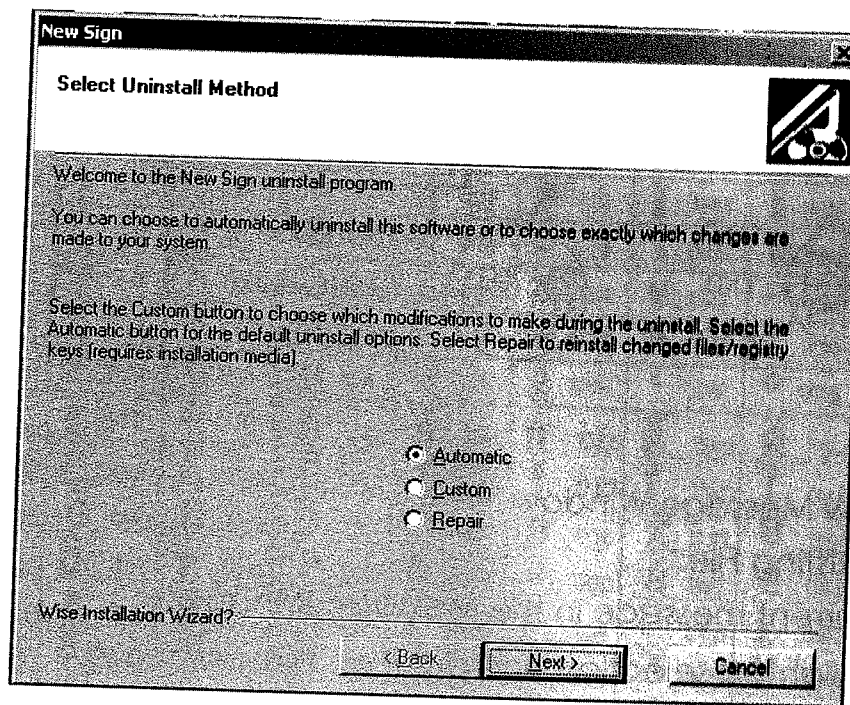 New Sign
Select Uninstall Method
Welcome to the New Sign uninstall program.
You can choose to automatically uninstall this software or to choose exactly which changes are
made to your system.
Select the Custom button to choose which modifications to make during the uninstall. Select the
Automatic button for the default uninstall options. Select Repair to reinstall changed files/registry
keys (requires installation media).
Automatic
Custom
Repair
Wise Installation Wizard?
< Back
Next >
Cancel